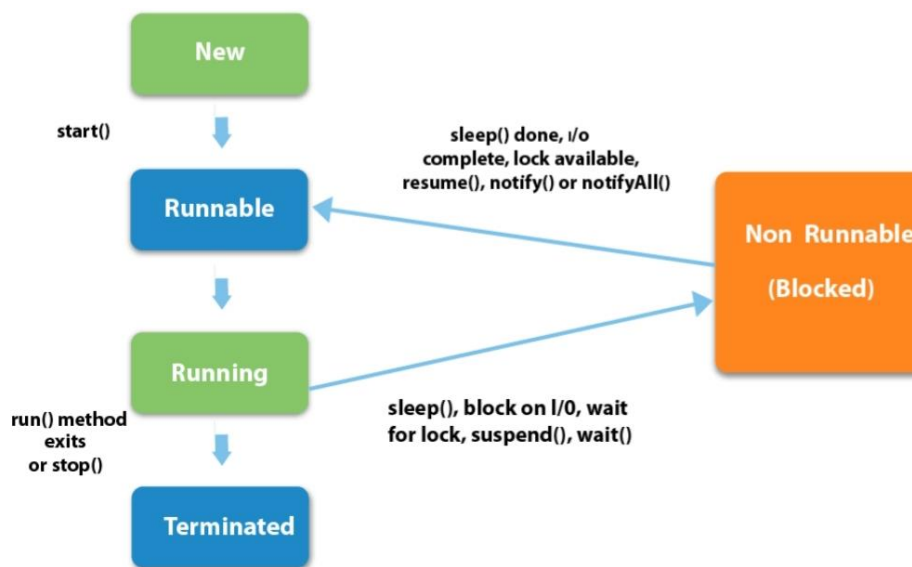 New
start()
sleep() done, i/o
complete, lock available,
resume(), notify() or notifyAll()
Runnable
Non Runnable
(Blocked)
Running
sleep(), block on l/0, wait
for lock, suspend(), wait()
run() method
exits
or stop()
Terminated